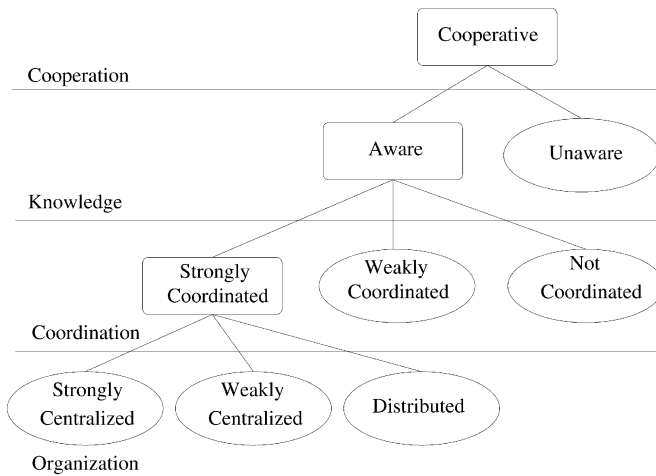 Cooperative
Cooperation
Aware
Unaware
Knowledge
Strongly
Coordinated
Weakly
Coordinated
Not
Coordinated
Coordination
Strongly
Centralized
Weakly
Centralized
Distributed
Organization